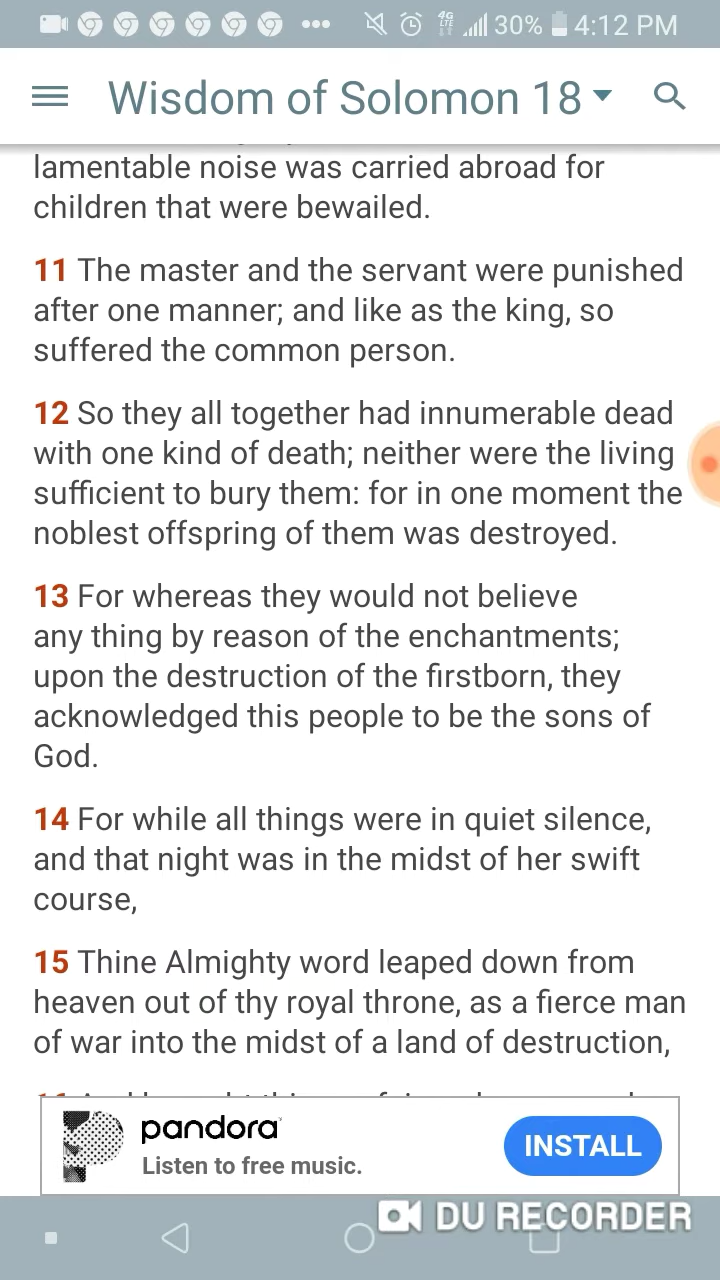 4G
LTE
30%
4:12 PM
Wisdom of Solomon 18
lamentable noise was carried abroad for
children that were bewailed.
11 The master and the servant were punished
after one manner; and like as the king, so
suffered the common person.
12 So they all together had innumerable dead
with one kind of death; neither were the living
sufficient to bury them: for in one moment the
noblest offspring of them was destroyed.
13 For whereas they would not believe
any thing by reason of the enchantments;
upon the destruction of the firstborn, they
acknowledged this people to be the sons of
God.
14 For while all things were in quiet silence,
and that night was in the midst of her swift
course,
15 Thine Almighty word leaped down from
heaven out of thy royal throne, as a fierce man
of war into the midst of a land of destruction,
pandora
Listen to free music.
INSTALL
DU RECORDER